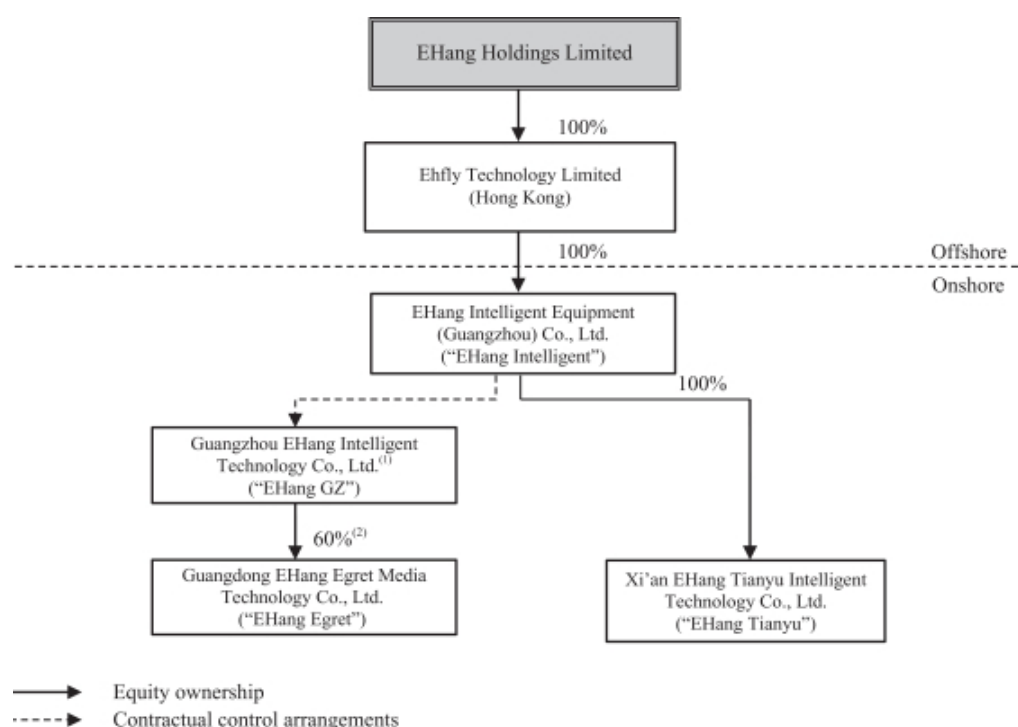 EHang Holdings Limited
100%
Ehfly Technology Limited
(Hong Kong)
100%
Offshore
Onshore
EHang Intelligent Equipment
(Guangzhou) Co., Ltd.
(“EHang Intelligent”)
100%
Guangzhou EHang Intelligent
Technology Co., Ltd.(1)
(“EHang GZ”)
60%(2)
Guangdong EHang Egret Media
Technology Co., Ltd.
(“EHang Egret”)
Xi’an EHang Tianyu Intelligent
Technology Co., Ltd.
(“EHang Tianyu”)
Equity ownership
Contractual control arrangements